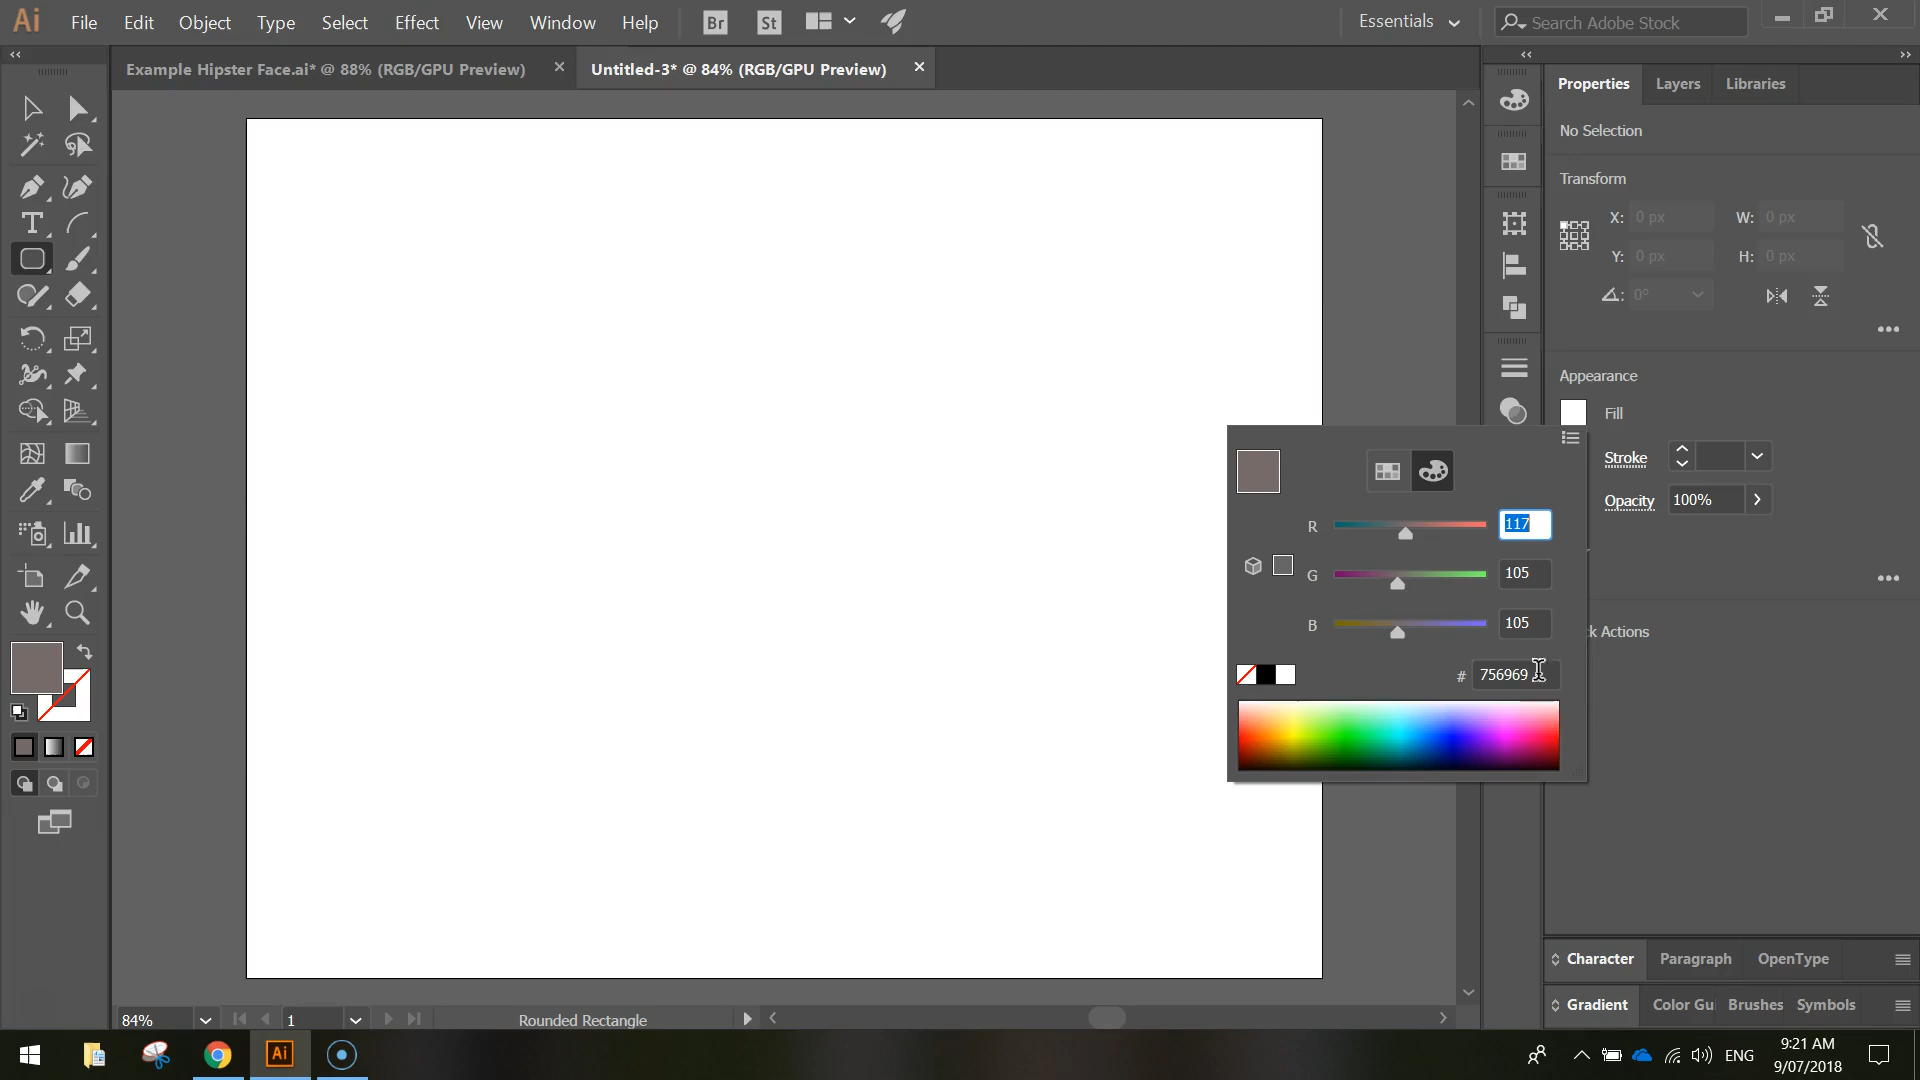 Ai File Edit Object Type Select Effect View Window Help Br St Essentials Search Adobe Stock
Example Hipster Face.ai* @ 88% (RGB/GPU Preview) Untitled-3* @ 84% (RGB/GPU Preview)
Properties Layers Libraries
No Selection
Transform
X: 0 px W: 0 px
Y: 0 px H: 0 px
0°
Appearance
Fill
Stroke
Opacity 100%
R 117
G 105
B 105
# 756969
k Actions
Character Paragraph OpenType
Gradient Color Gui Brushes Symbols
84% 1 Rounded Rectangle
Ai ENG 9:21 AM
9/07/2018